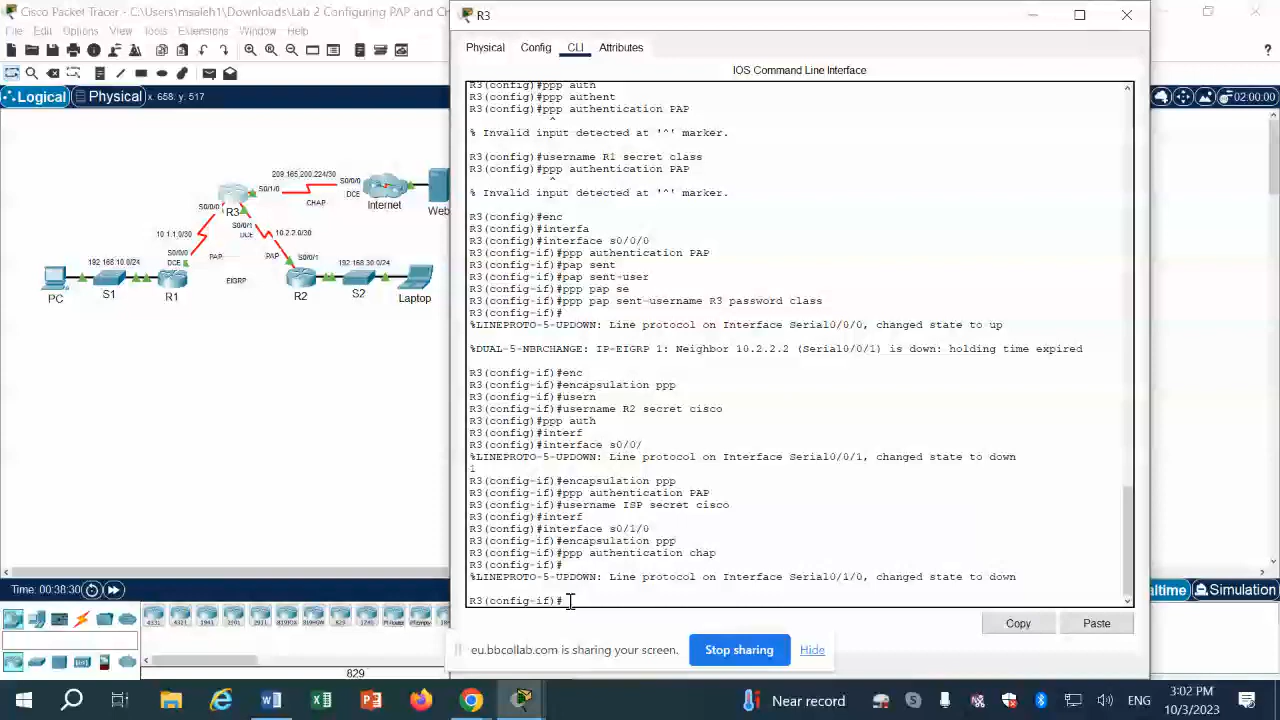 Cisco Packet Tracer - C:\Users\msaleh1\Downloads\Lab 2 Configuring PAP and Ch
File Edit Options View Tools Extensions Window Help
Logical Physical x: 658; y: 517
02:00:00
209.165.200.224/30
S0/1/0 S0/0/0
DCE
CHAP
Internet
Web
S0/0/0
R3
S0/0/1
DCE
10.1.1.0/30
10.2.2.0/30
S0/0/0
DCE
PAP
PAP
S0/0/1
192.168.10.0/24
192.168.30.0/24
EIGRP
PC
S1
R1
R2
S2
Laptop
R3
Physical Config CLI Attributes
IOS Command Line Interface
R3(config)#ppp auth
R3(config)#ppp authent
R3(config)#ppp authentication PAP
^
% Invalid input detected at '^' marker.
R3(config)#username R1 secret class
R3(config)#ppp authentication PAP
^
% Invalid input detected at '^' marker.
R3(config)#enc
R3(config)#interfa
R3(config)#interface s0/0/0
R3(config-if)#ppp authentication PAP
R3(config-if)#pap sent
R3(config-if)#pap sent-user
R3(config-if)#ppp pap se
R3(config-if)#ppp pap sent-username R3 password class
R3(config-if)#
%LINEPROTO-5-UPDOWN: Line protocol on Interface Serial0/0/0, changed state to up
%DUAL-5-NBRCHANGE: IP-EIGRP 1: Neighbor 10.2.2.2 (Serial0/0/1) is down: holding time expired
R3(config-if)#enc
R3(config-if)#encapsulation ppp
R3(config-if)#usern
R3(config-if)#username R2 secret cisco
R3(config)#ppp auth
R3(config)#interf
R3(config)#interface s0/0/
%LINEPROTO-5-UPDOWN: Line protocol on Interface Serial0/0/1, changed state to down
1
R3(config-if)#encapsulation ppp
R3(config-if)#ppp authentication PAP
R3(config-if)#username ISP secret cisco
R3(config)#interf
R3(config)#interface s0/1/0
R3(config-if)#encapsulation ppp
R3(config-if)#ppp authentication chap
R3(config-if)#
%LINEPROTO-5-UPDOWN: Line protocol on Interface Serial0/1/0, changed state to down
R3(config-if)#
Copy Paste
Time: 00:38:30
ealtime Simulation
4331 4321 1941 2901 2911 819IOX 819HGW 829 1240
829
eu.bbcollab.com is sharing your screen. Stop sharing Hide
Near record
ENG
3:02 PM
10/3/2023